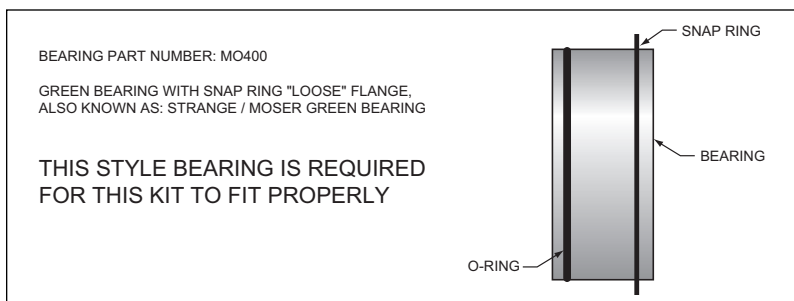 BEARING PART NUMBER: MO400
GREEN BEARING WITH SNAP RING "LOOSE" FLANGE,
ALSO KNOWN AS: STRANGE / MOSER GREEN BEARING
THIS STYLE BEARING IS REQUIRED
FOR THIS KIT TO FIT PROPERLY
SNAP RING
BEARING
O-RING